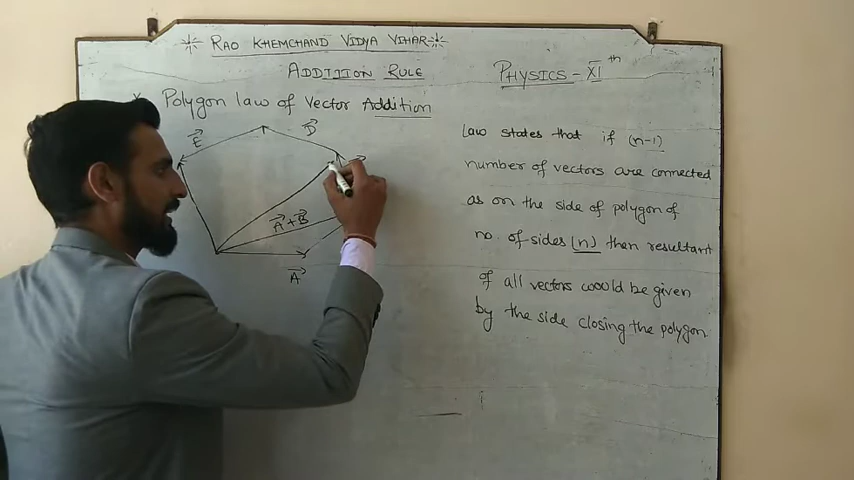 RAO KHEMCHAND VIDYA VIHAR
ADDITION RULE
PHYSICS - XIth
* Polygon law of Vector Addition
E
D
A+B
A
Law states that if (n-1)
number of vectors are connected
as on the side of polygon of
no. of sides (n) then resultant
of all vectors would be given
by the side closing the polygon